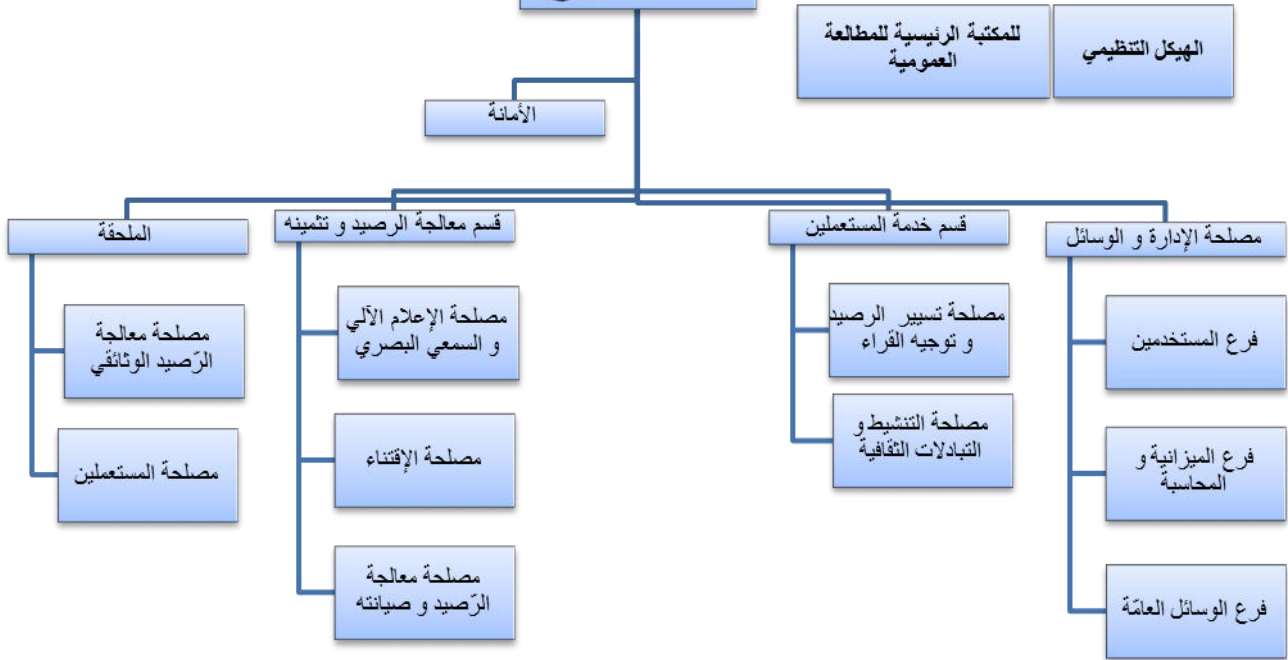 الهيكل التنظيمي
للمكتبة الرئيسية للمطالعة
العمومية
الأمانة
مصلحة الإدارة و الوسائل
فرع المستخدمين
فرع الميزانية و
المحاسبة
فرع الوسائل العامّة
قسم خدمة المستعملين
مصلحة تسيير الرصيد
و توجيه القراء
مصلحة التنشيط و
التبادلات الثقافية
قسم معالجة الرصيد و تثمينه
مصلحة الإعلام الآلي
و السمعي البصري
مصلحة الإقتناء
مصلحة معالجة
الرّصيد و صيانته
الملحقة
مصلحة معالجة
الرّصيد الوثائقي
مصلحة المستعملين